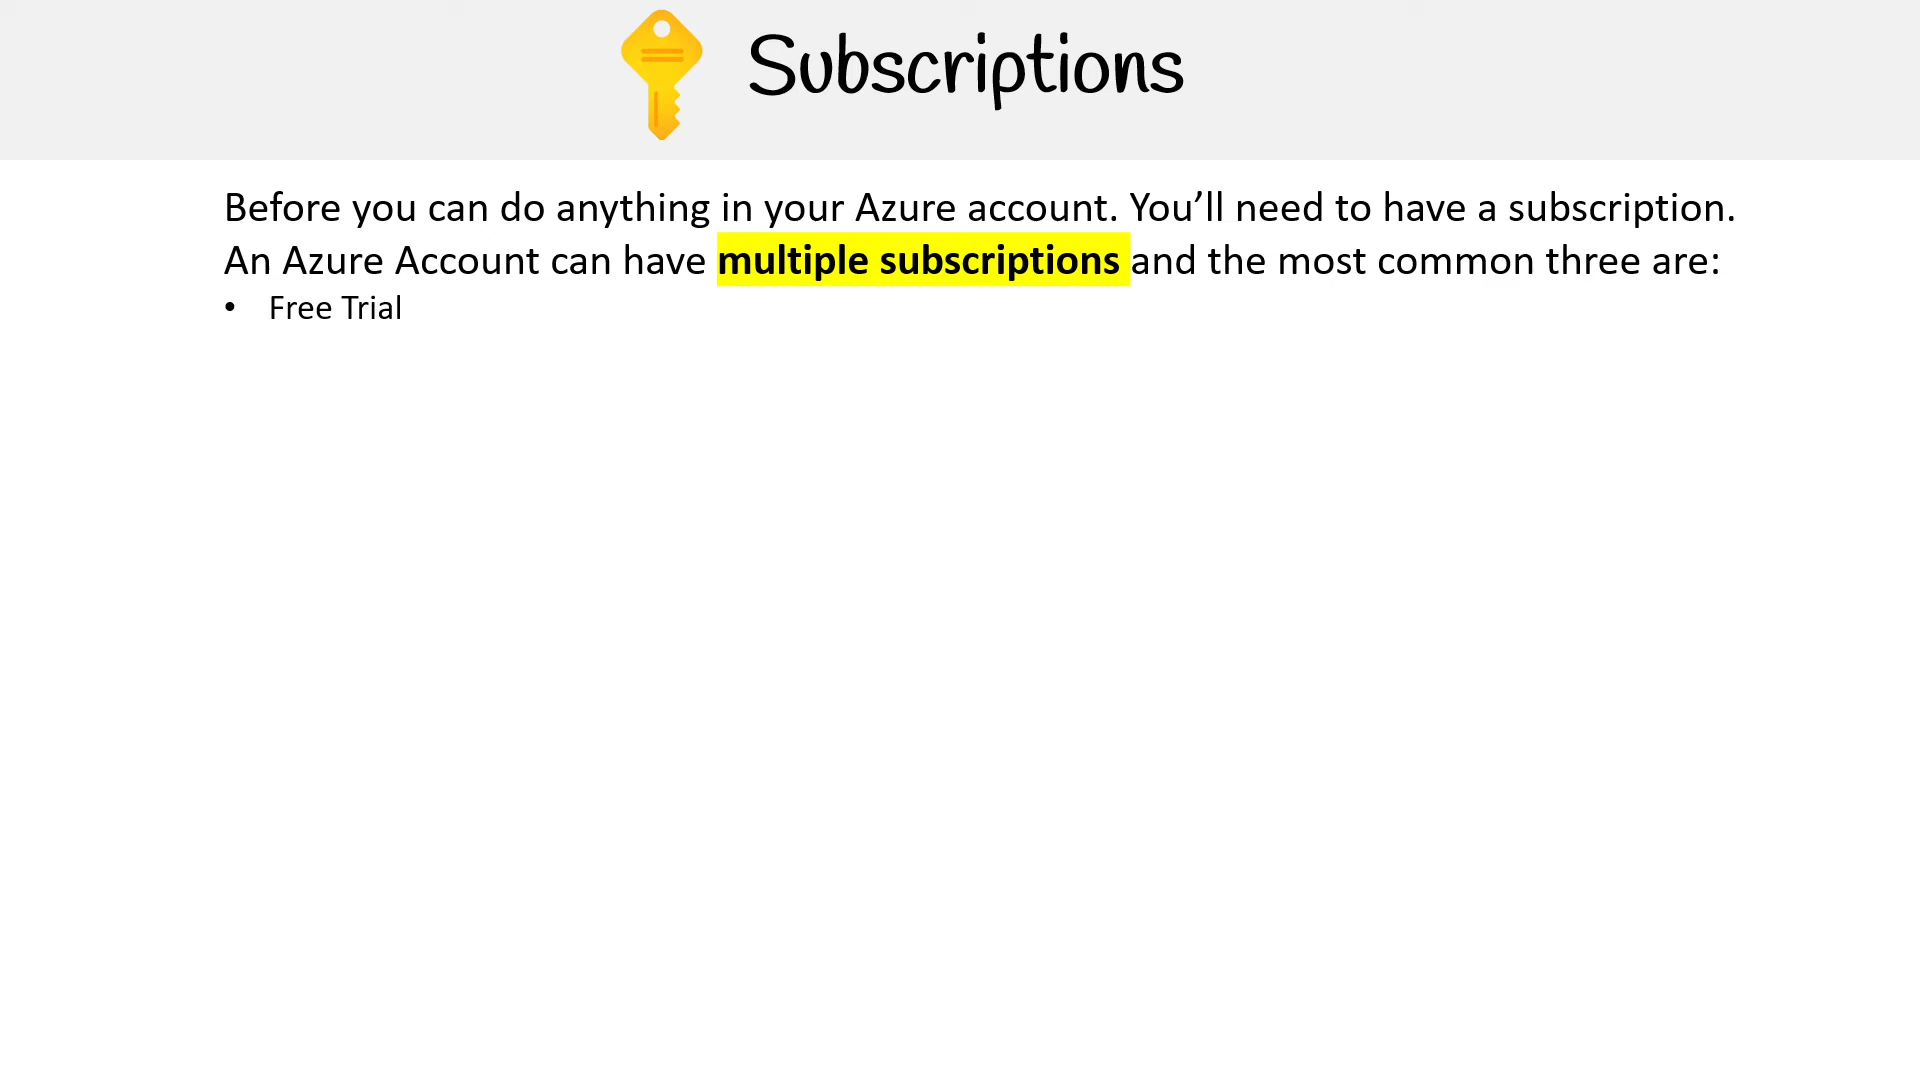 Subscriptions
Before you can do anything in your Azure account. You’ll need to have a subscription.
An Azure Account can have multiple subscriptions and the most common three are:
• Free Trial